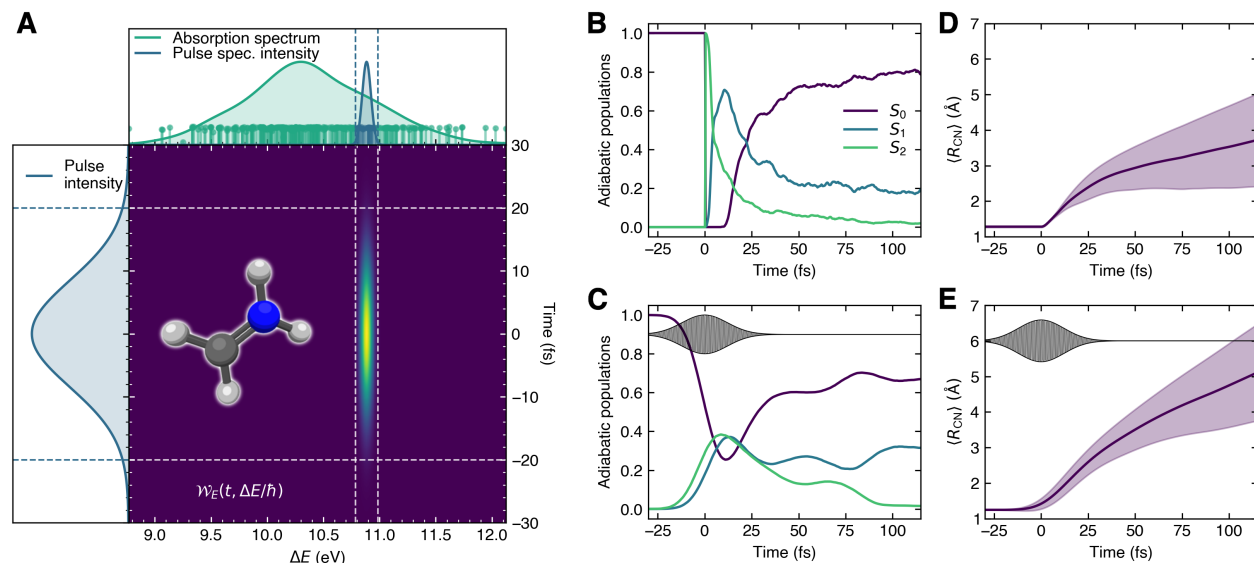 A
Absorption spectrum
Pulse spec. intensity
Pulse
intensity
30
20
10
0
−10
−20
−30
Time (fs)
𝒲_E(t, ΔE/ℏ)
9.0 9.5 10.0 10.5 11.0 11.5 12.0
ΔE (eV)
B
1.0
0.8
0.6
0.4
0.2
0.0
Adiabatic populations
S₀
S₁
S₂
−25 0 25 50 75 100
Time (fs)
C
1.0
0.8
0.6
0.4
0.2
0.0
Adiabatic populations
−25 0 25 50 75 100
Time (fs)
D
7
6
5
4
3
2
1
⟨R_CN⟩ (Å)
−25 0 25 50 75 100
Time (fs)
E
7
6
5
4
3
2
1
⟨R_CN⟩ (Å)
−25 0 25 50 75 100
Time (fs)